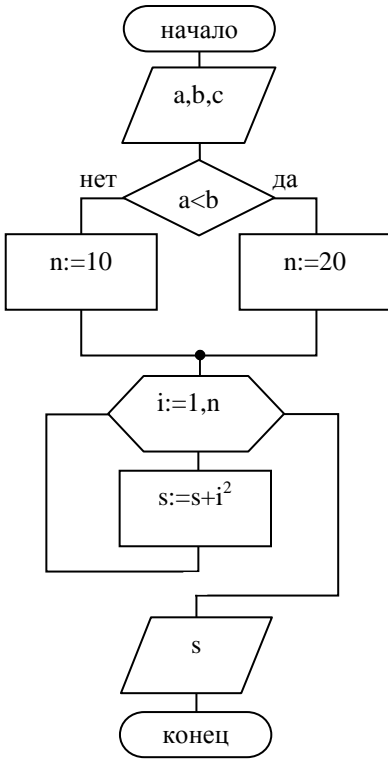 начало
a,b,c
нет
да
a<b
n:=10
n:=20
i:=1,n
s:=s+i²
s
конец